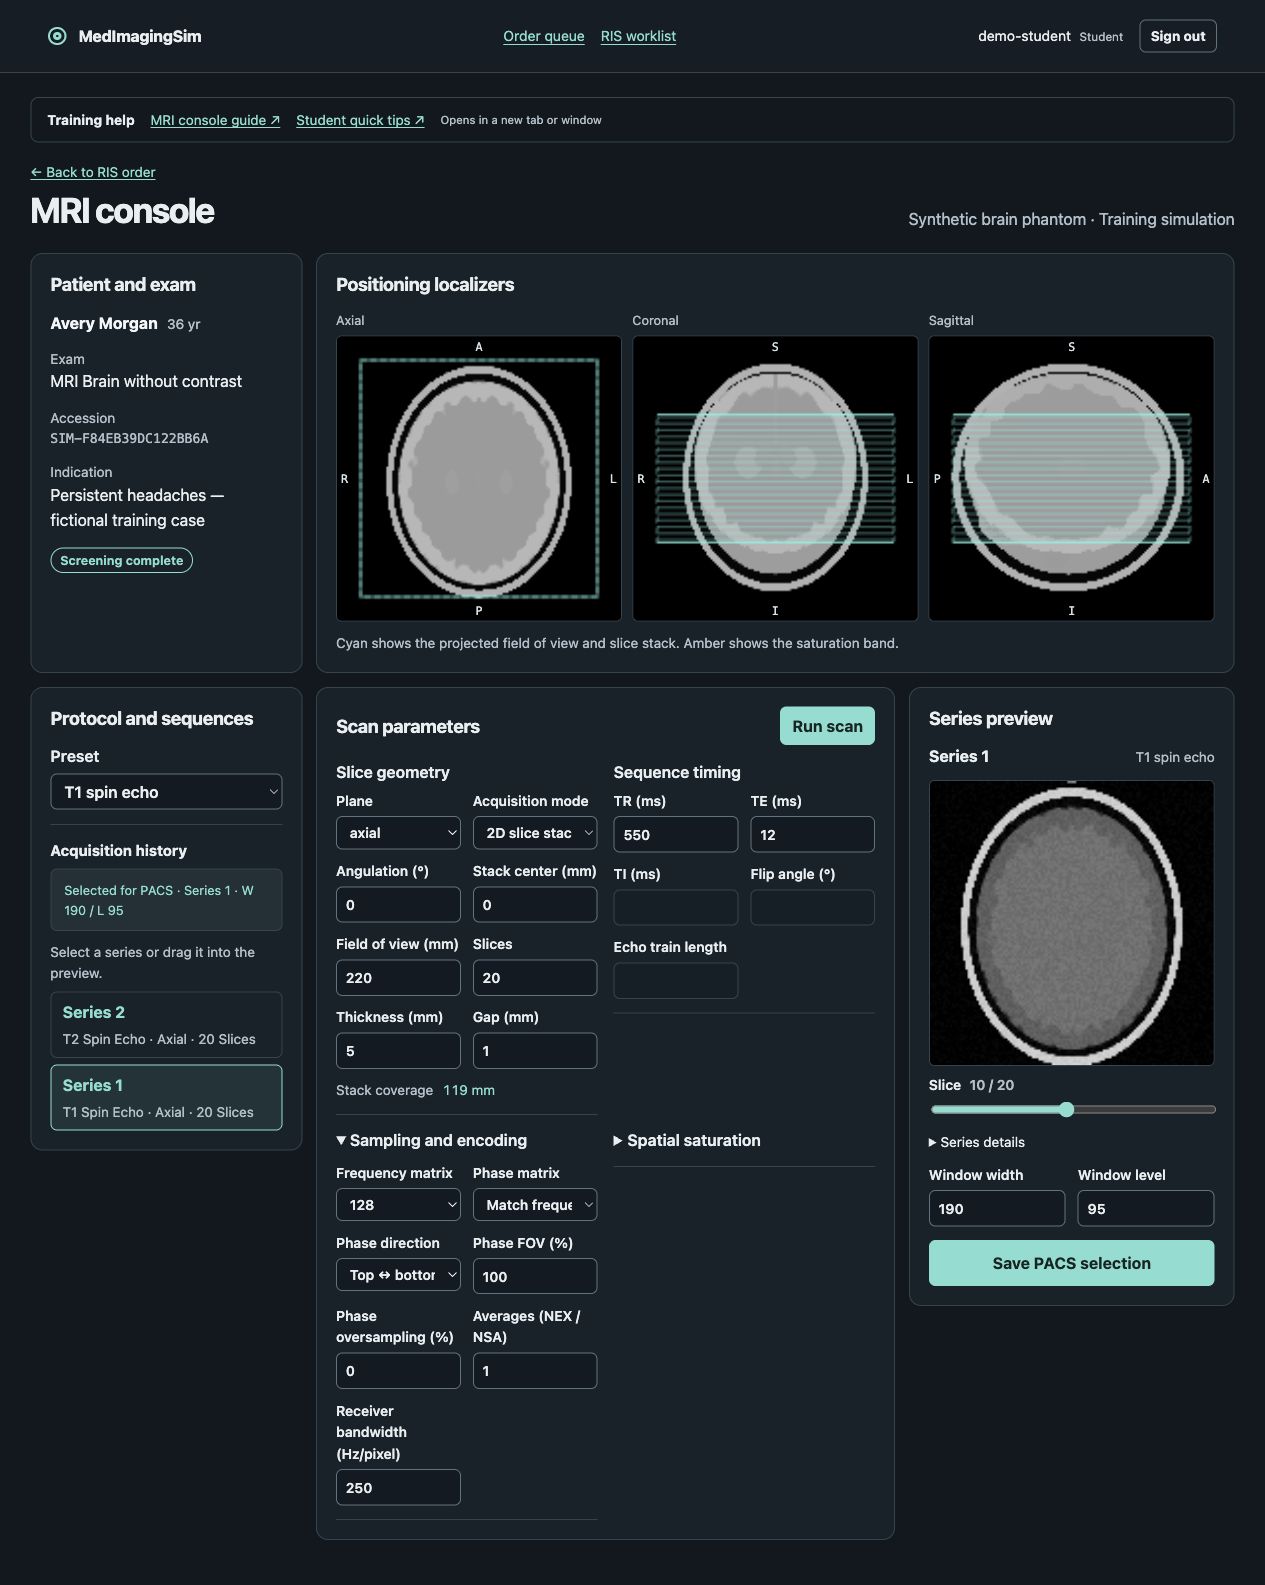 MedImagingSim
Order queue RIS worklist
demo-student Student Sign out
Training help MRI console guide ↗ Student quick tips ↗ Opens in a new tab or window
← Back to RIS order
MRI console
Synthetic brain phantom · Training simulation
Patient and exam
Avery Morgan 36 yr
Exam
MRI Brain without contrast
Accession
SIM-F84EB39DC122BB6A
Indication
Persistent headaches —
fictional training case
Screening complete
Positioning localizers
Axial Coronal Sagittal
A S S
R L R L P A
P I I
Cyan shows the projected field of view and slice stack. Amber shows the saturation band.
Protocol and sequences
Preset
T1 spin echo
Acquisition history
Selected for PACS · Series 1 · W
190 / L 95
Select a series or drag it into the
preview.
Series 2
T2 Spin Echo · Axial · 20 Slices
Series 1
T1 Spin Echo · Axial · 20 Slices
Scan parameters Run scan
Slice geometry
Plane Acquisition mode
axial 2D slice stac
Angulation (°) Stack center (mm)
0 0
Field of view (mm) Slices
220 20
Thickness (mm) Gap (mm)
5 1
Stack coverage 119 mm
▼ Sampling and encoding
Frequency matrix Phase matrix
128 Match freque
Phase direction Phase FOV (%)
Top ↔ bottor 100
Phase
oversampling (%)
Averages (NEX /
NSA)
0 1
Receiver
bandwidth
(Hz/pixel)
250
Sequence timing
TR (ms) TE (ms)
550 12
TI (ms) Flip angle (°)
Echo train length
▶ Spatial saturation
Series preview
Series 1 T1 spin echo
Slice 10 / 20
▶ Series details
Window width Window level
190 95
Save PACS selection